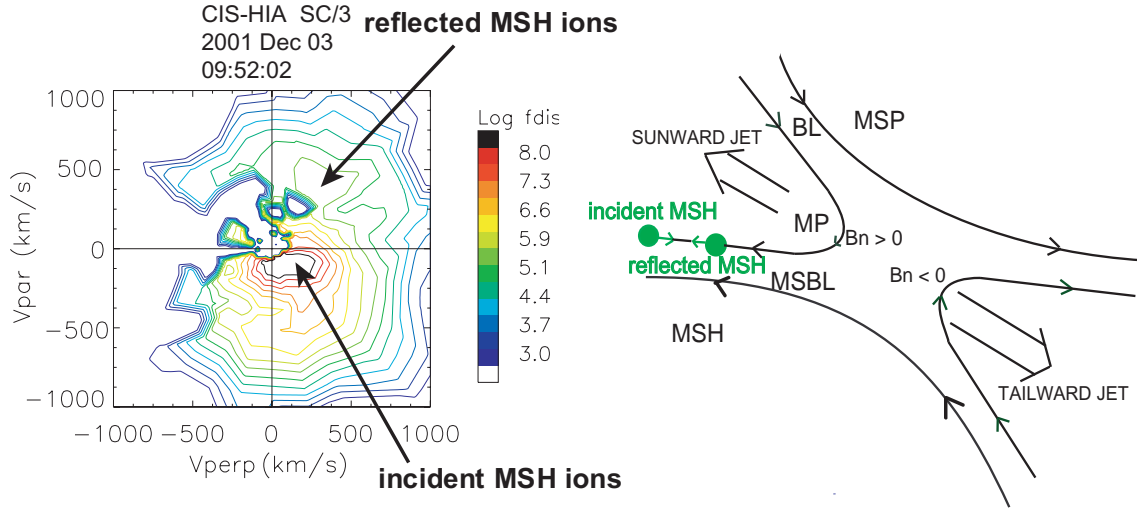 CIS-HIA SC/3
2001 Dec 03
09:52:02
reflected MSH ions
1000
500
0
−500
−1000
Vpar (km/s)
−1000 −500 0 500 1000
Vperp (km/s)
incident MSH ions
Log fdis
8.0
7.3
6.6
5.9
5.1
4.4
3.7
3.0
BL
MSP
SUNWARD JET
MP
incident MSH
Bn > 0
reflected MSH
MSBL
Bn < 0
MSH
TAILWARD JET